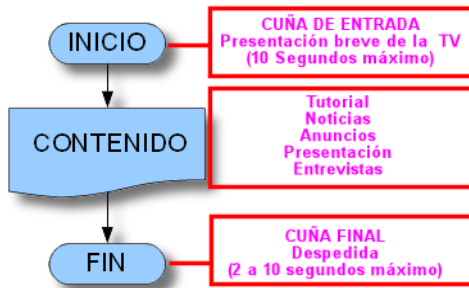 INICIO
CUÑA DE ENTRADA
Presentación breve de la TV
(10 Segundos máximo)
CONTENIDO
Tutorial
Noticias
Anuncios
Presentación
Entrevistas
FIN
CUÑA FINAL
Despedida
(2 a 10 segundos máximo)